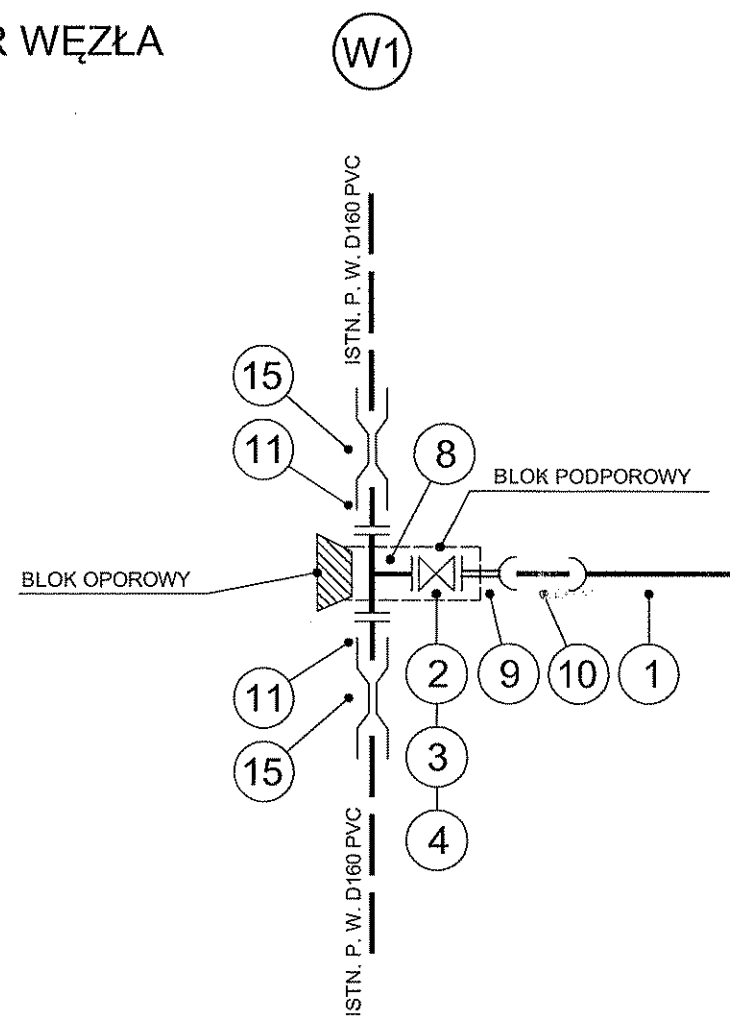 R WĘZŁA
W1
ISTN. P. W. D160 PVC
15
11
8
BLOK PODPOROWY
BLOK OPOROWY
11
2
9
10
1
15
3
4
ISTN. P. W. D160 PVC